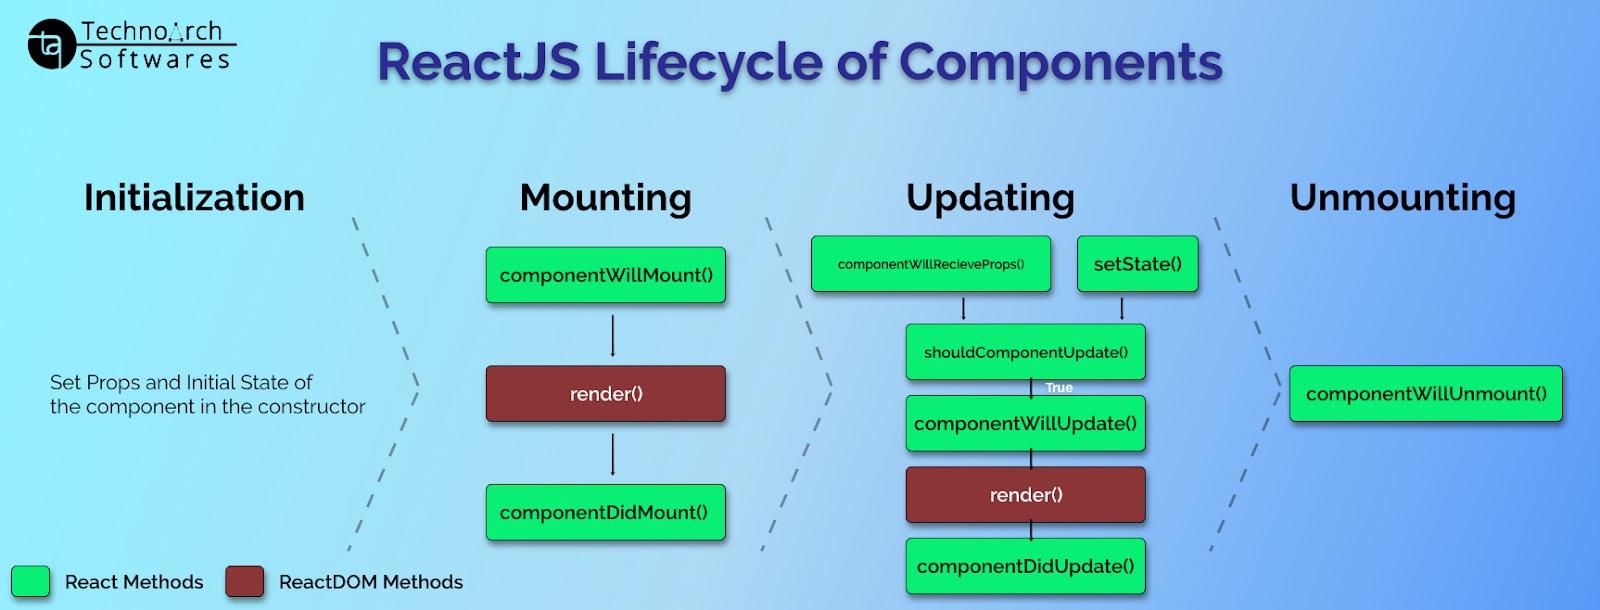 ta
TechnoArch
Softwares
ReactJS Lifecycle of Components
Initialization
Set Props and Initial State of
the component in the constructor
Mounting
componentWillMount()
render()
componentDidMount()
Updating
componentWillRecieveProps()
setState()
shouldComponentUpdate()
True
componentWillUpdate()
render()
componentDidUpdate()
Unmounting
componentWillUnmount()
React Methods
ReactDOM Methods